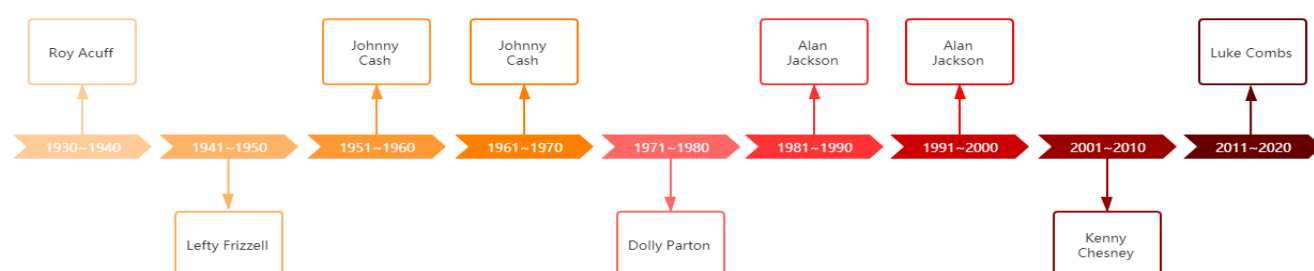 Roy Acuff
Johnny
Cash
Johnny
Cash
Alan
Jackson
Alan
Jackson
Luke Combs
1930~1940
1941~1950
1951~1960
1961~1970
1971~1980
1981~1990
1991~2000
2001~2010
2011~2020
Lefty Frizzell
Dolly Parton
Kenny
Chesney